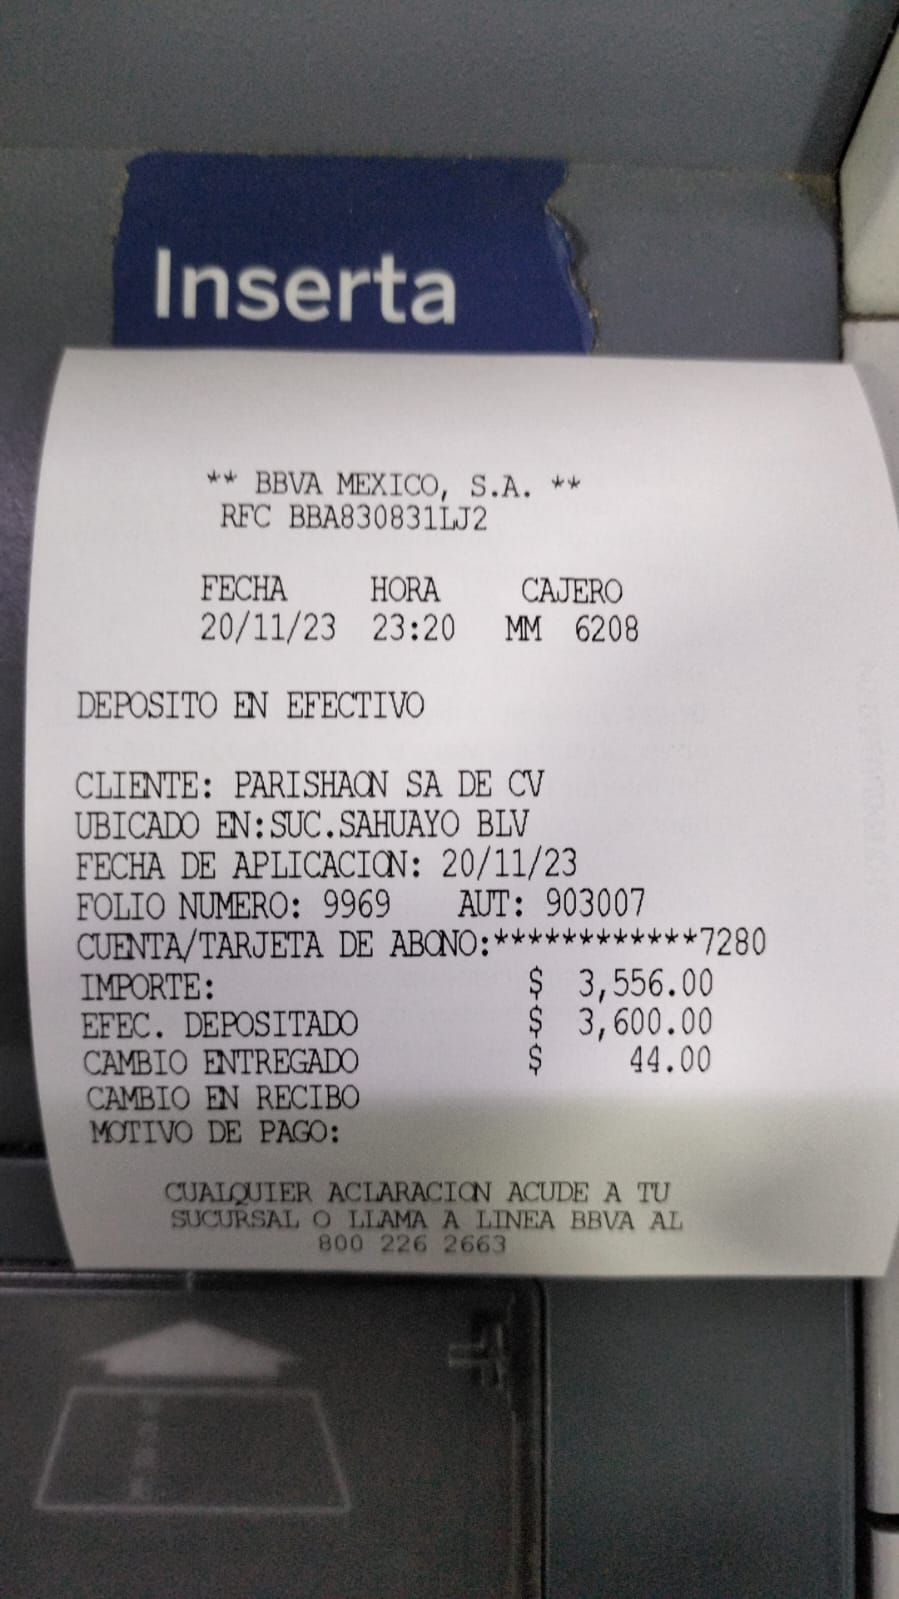 Inserta
** BBVA MEXICO, S.A. **
RFC BBA830831LJ2
FECHA HORA CAJERO
20/11/23 23:20 MM 6208
DEPOSITO EN EFECTIVO
CLIENTE: PARISHAON SA DE CV
UBICADO EN:SUC.SAHUAYO BLV
FECHA DE APLICACION: 20/11/23
FOLIO NUMERO: 9969 AUT: 903007
CUENTA/TARJETA DE ABONO:************7280
IMPORTE: $ 3,556.00
EFEC. DEPOSITADO $ 3,600.00
CAMBIO ENTREGADO $ 44.00
CAMBIO EN RECIBO
MOTIVO DE PAGO:
CUALQUIER ACLARACION ACUDE A TU
SUCURSAL O LLAMA A LINEA BBVA AL
800 226 2663